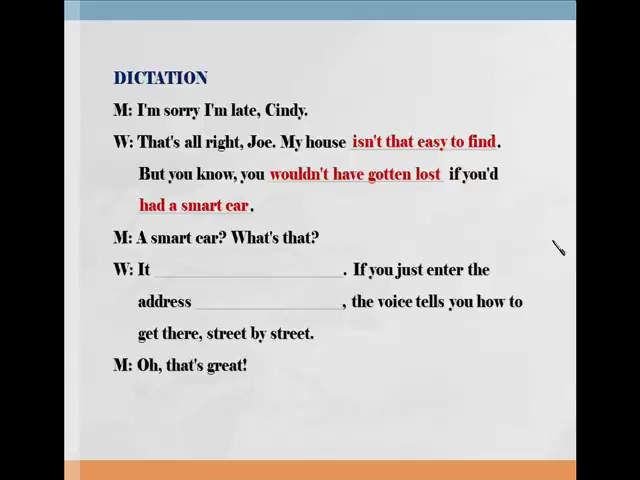 DICTATION
M: I'm sorry I'm late, Cindy.
W: That's all right, Joe. My house isn't that easy to find.
But you know, you wouldn't have gotten lost if you'd
had a smart car.
M: A smart car? What's that?
W: It ____________________. If you just enter the
address ________________, the voice tells you how to
get there, street by street.
M: Oh, that's great!